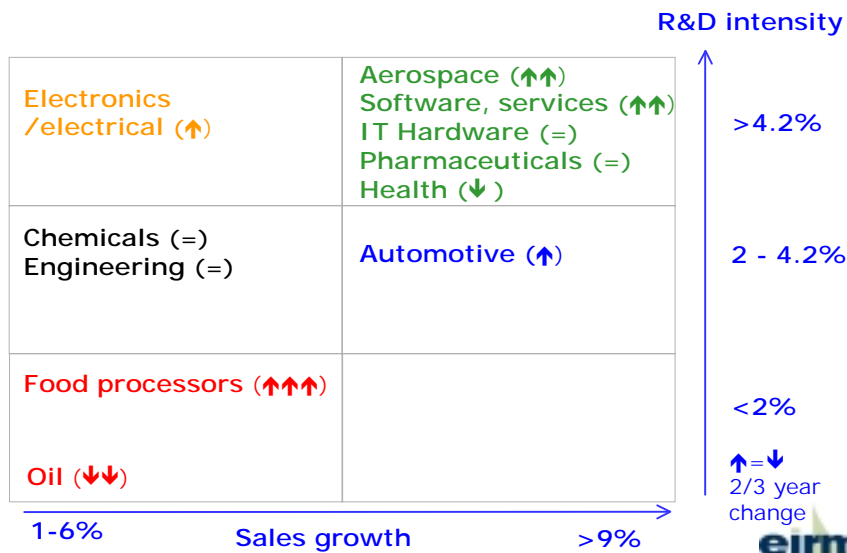 R&D intensity
Electronics
/electrical (↑)
Aerospace (↑↑)
Software, services (↑↑)
IT Hardware (=)
Pharmaceuticals (=)
Health (↓ )
>4.2%
Chemicals (=)
Engineering (=)
Automotive (↑)
2 - 4.2%
Food processors (↑↑↑)
Oil (↓↓)
<2%
↑=↓
2/3 year
change
1-6%
Sales growth
>9%